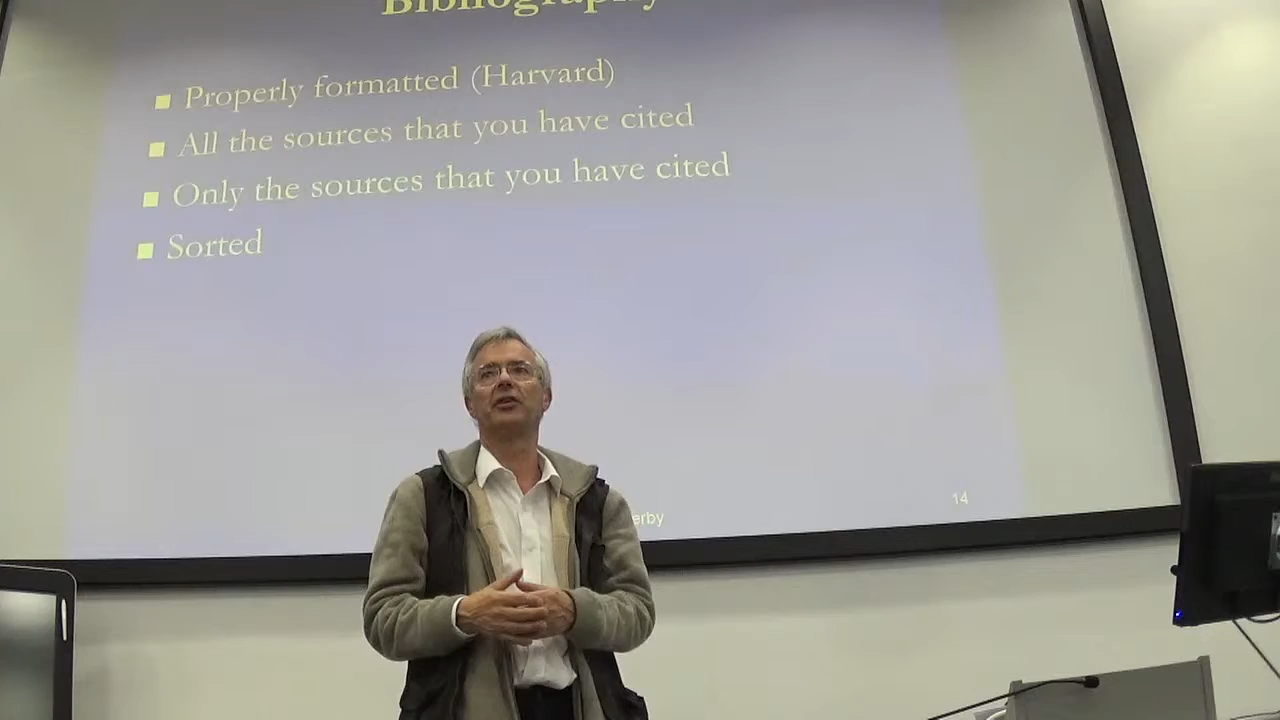 Bibliography
■ Properly formatted (Harvard)
■ All the sources that you have cited
■ Only the sources that you have cited
■ Sorted
erby
14